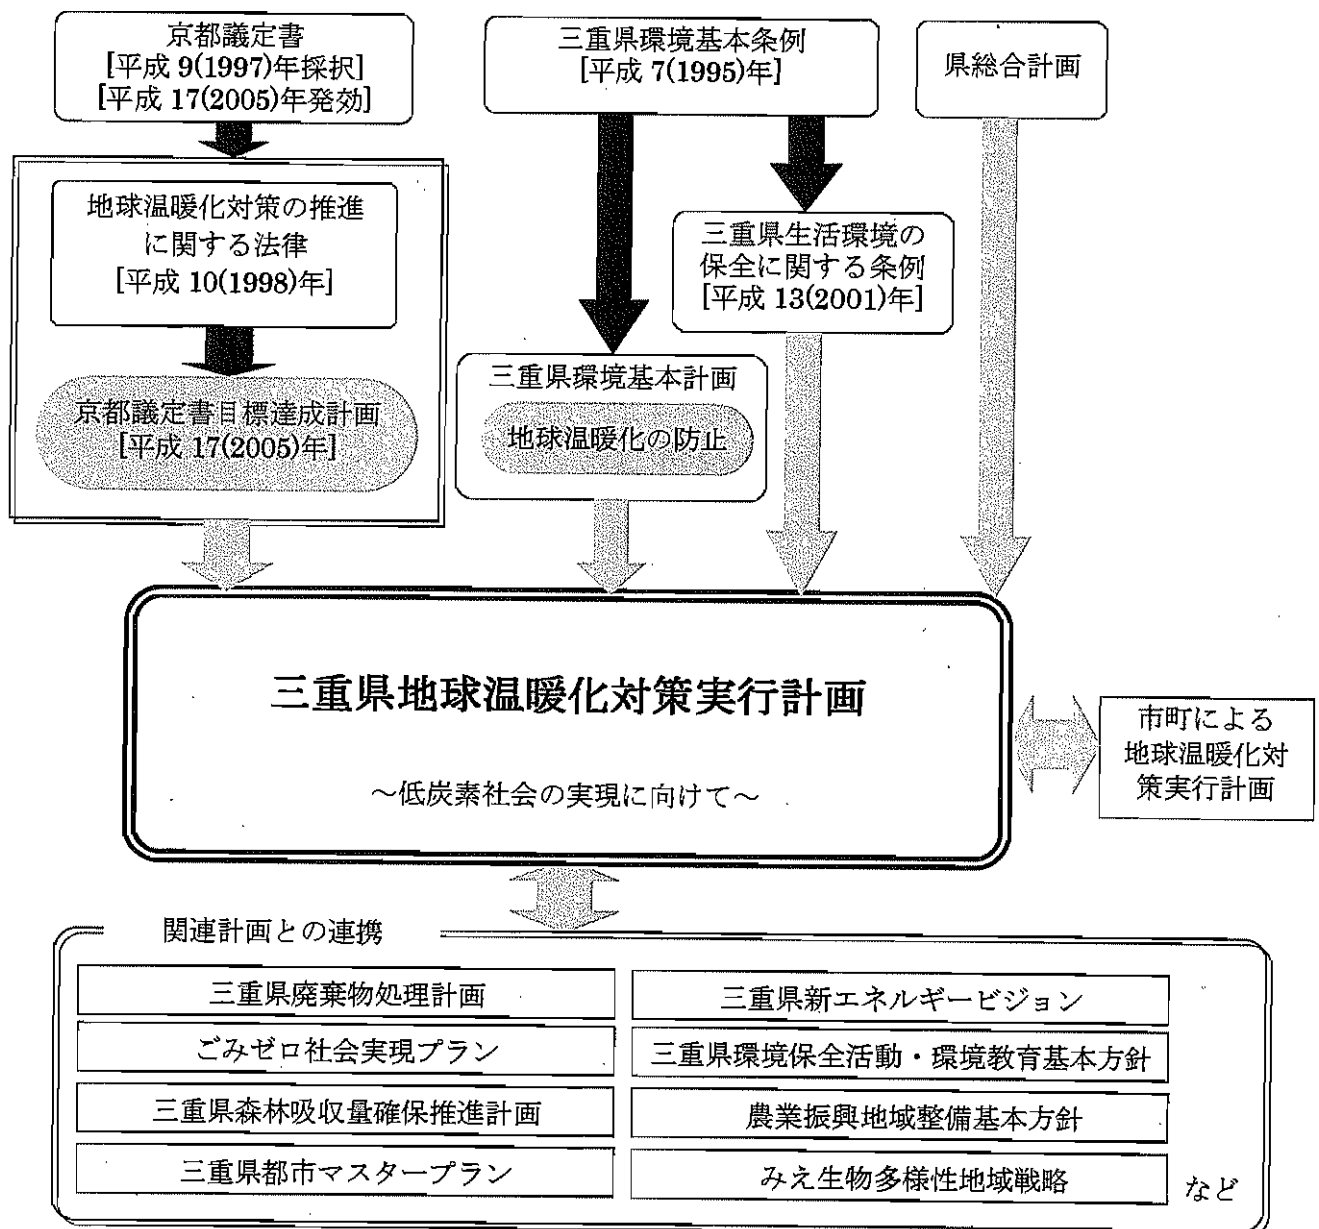 京都議定書
[平成 9(1997)年採択]
[平成 17(2005)年発効]
三重県環境基本条例
[平成 7(1995)年]
県総合計画
地球温暖化対策の推進
に関する法律
[平成 10(1998)年]
三重県生活環境の
保全に関する条例
[平成 13(2001)年]
京都議定書目標達成計画
[平成 17(2005)年]
三重県環境基本計画
地球温暖化の防止
三重県地球温暖化対策実行計画
～低炭素社会の実現に向けて～
市町による
地球温暖化対
策実行計画
関連計画との連携
三重県廃棄物処理計画
三重県新エネルギービジョン
ごみゼロ社会実現プラン
三重県環境保全活動・環境教育基本方針
三重県森林吸収量確保推進計画
農業振興地域整備基本方針
三重県都市マスタープラン
みえ生物多様性地域戦略
など